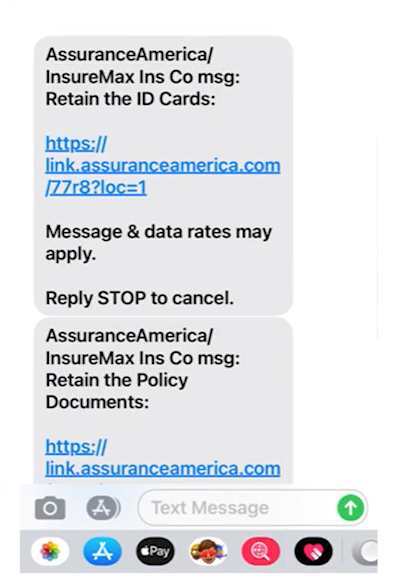 AssuranceAmerica/
InsureMax Ins Co msg:
Retain the ID Cards:
https://
link.assuranceamerica.com
/77r8?loc=1
Message & data rates may
apply.
Reply STOP to cancel.
AssuranceAmerica/
InsureMax Ins Co msg:
Retain the Policy
Documents:
https://
link.assuranceamerica.com
Text Message
Pay